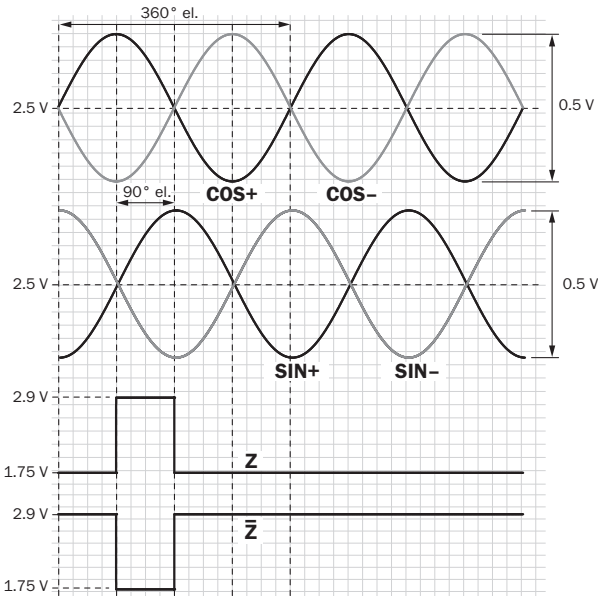 360° el.
2.5 V
0.5 V
90° el.
COS+ COS–
2.5 V
0.5 V
SIN+ SIN–
2.9 V
Z
1.75 V
2.9 V
Z̅
1.75 V